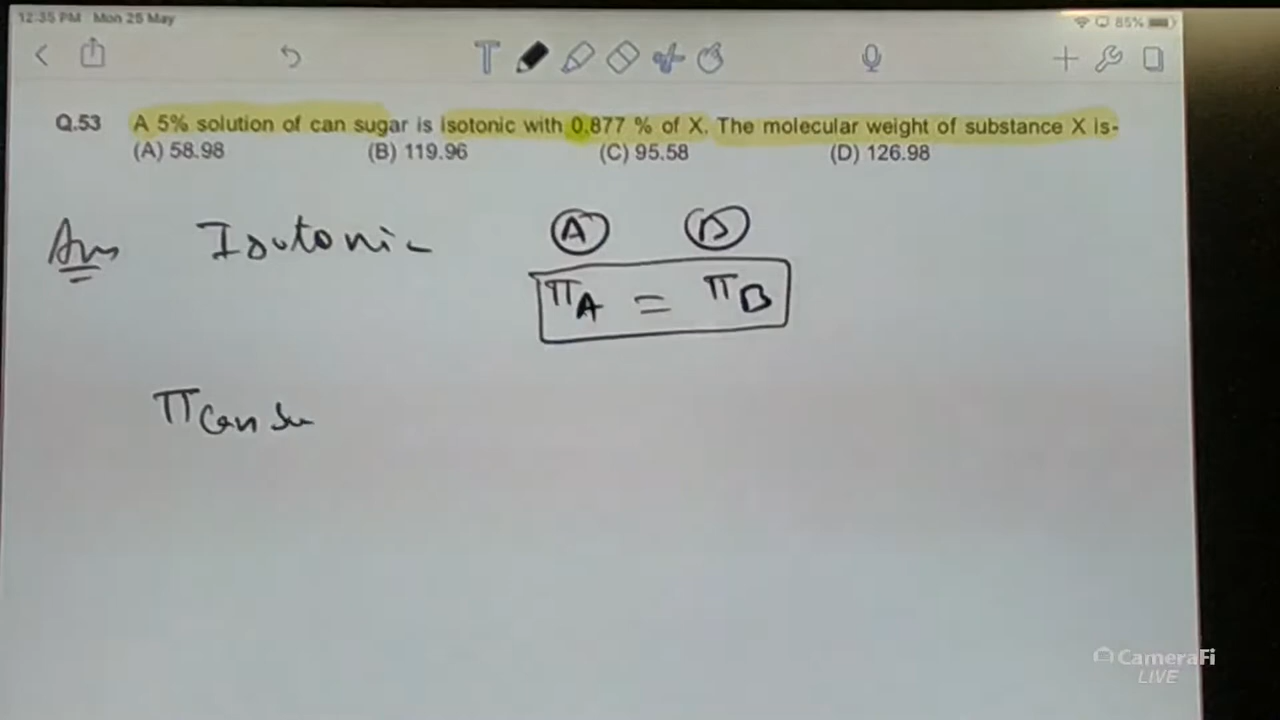 12:35 PM Mon 25 May
85%
Q.53 A 5% solution of can sugar is isotonic with 0.877 % of X. The molecular weight of substance X is-
(A) 58.98 (B) 119.96 (C) 95.58 (D) 126.98
Ans Isotonic A B
πA = πB
πcan su
CameraFi
LIVE